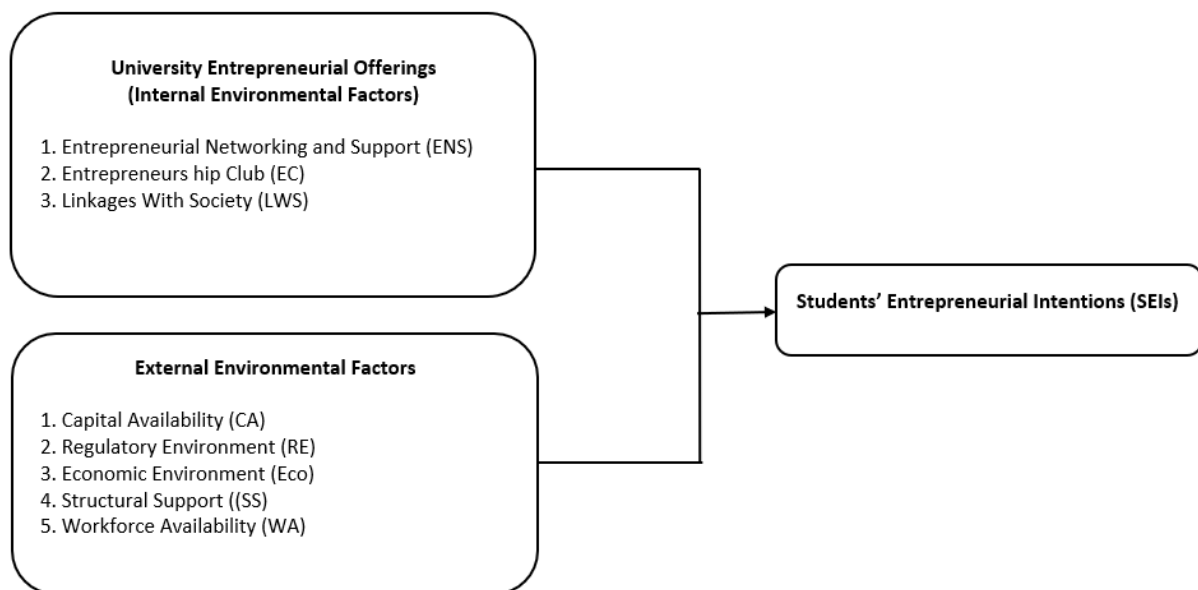 University Entrepreneurial Offerings
(Internal Environmental Factors)
1. Entrepreneurial Networking and Support (ENS)
2. Entrepreneurs hip Club (EC)
3. Linkages With Society (LWS)
External Environmental Factors
1. Capital Availability (CA)
2. Regulatory Environment (RE)
3. Economic Environment (Eco)
4. Structural Support ((SS)
5. Workforce Availability (WA)
Students’ Entrepreneurial Intentions (SEIs)